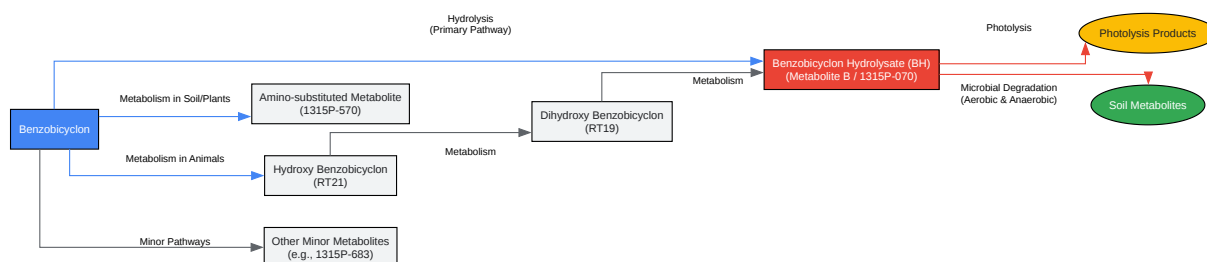 Hydrolysis
(Primary Pathway)
Photolysis
Photolysis Products
Benzobicyclon Hydrolysate (BH)
(Metabolite B / 1315P-070)
Metabolism
Microbial Degradation
(Aerobic & Anaerobic)
Soil Metabolites
Metabolism in Soil/Plants
Amino-substituted Metabolite
(1315P-570)
Benzobicyclon
Dihydroxy Benzobicyclon
(RT19)
Metabolism
Metabolism in Animals
Hydroxy Benzobicyclon
(RT21)
Minor Pathways
Other Minor Metabolites
(e.g., 1315P-683)